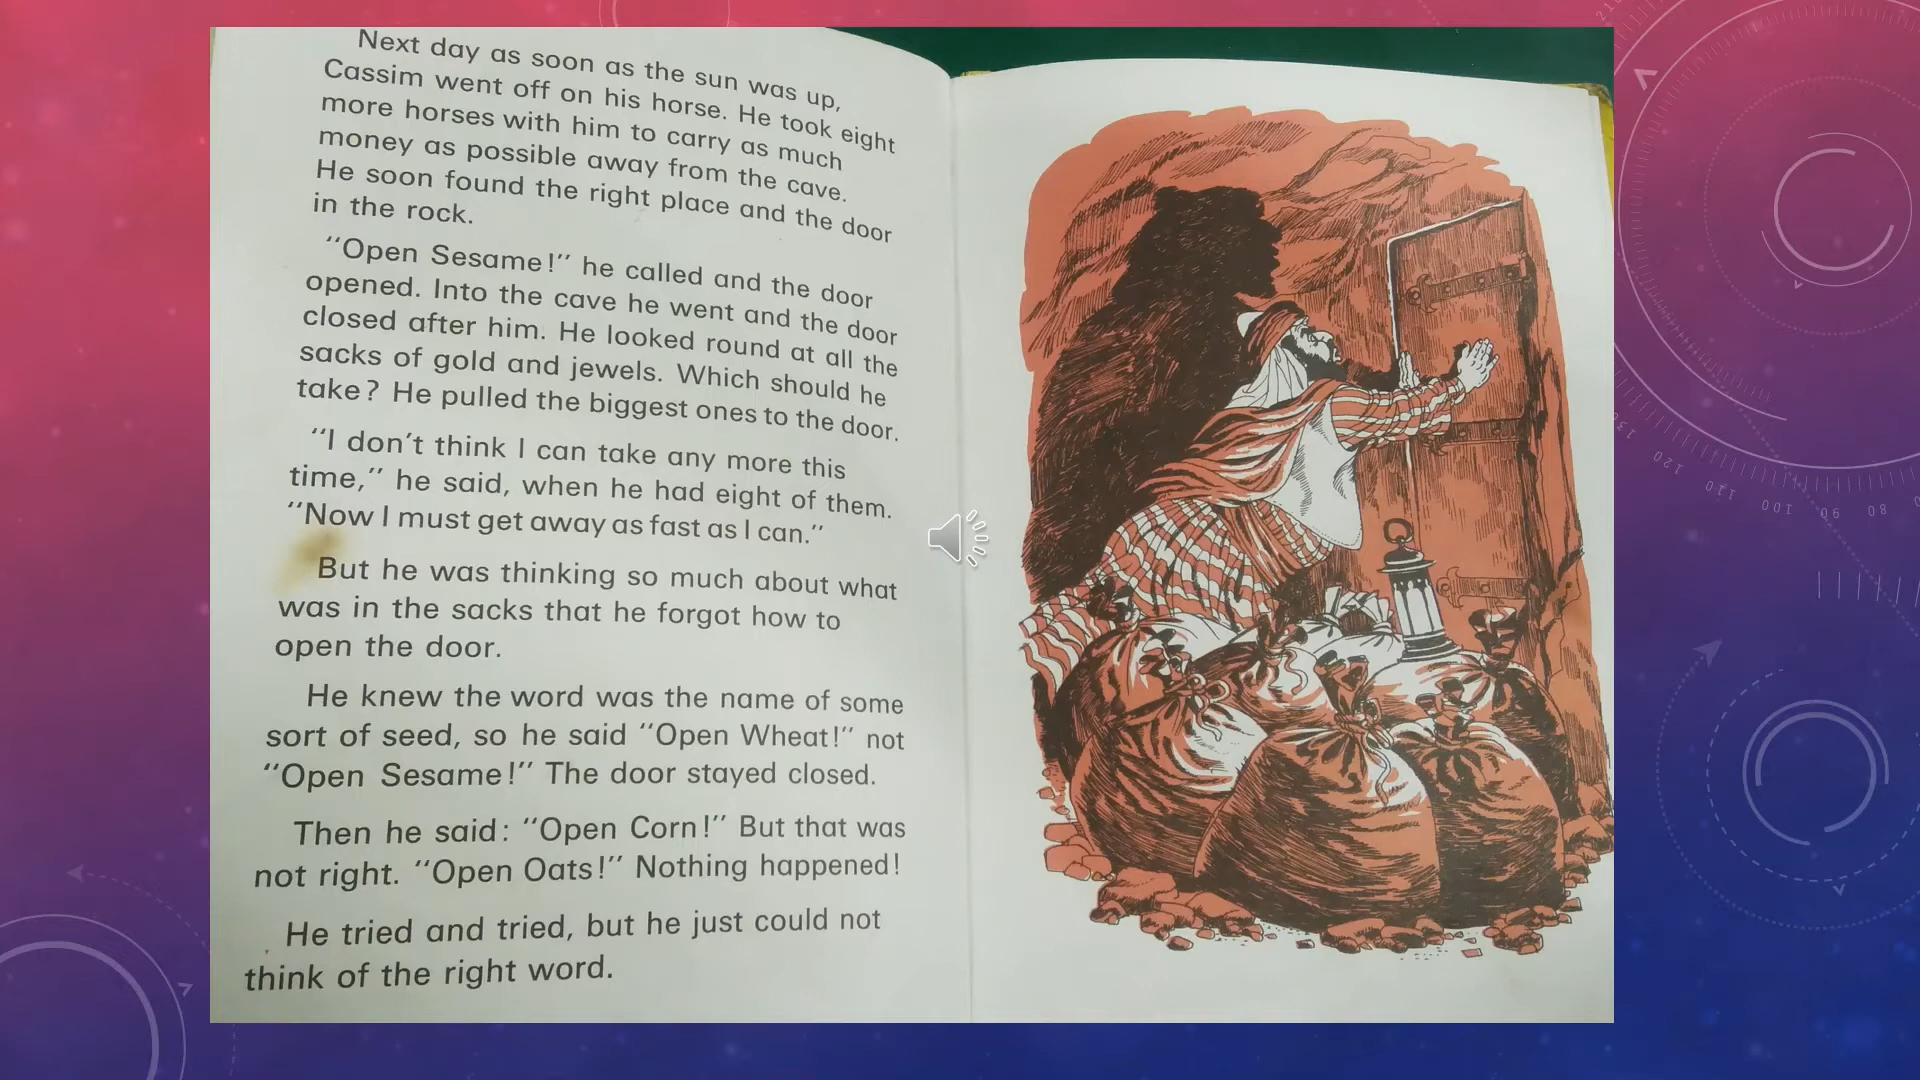 Next day as soon as the sun was up,
Cassim went off on his horse. He took eight
more horses with him to carry as much
money as possible away from the cave.
He soon found the right place and the door
in the rock.
“Open Sesame!” he called and the door
opened. Into the cave he went and the door
closed after him. He looked round at all the
sacks of gold and jewels. Which should he
take? He pulled the biggest ones to the door.
“I don’t think I can take any more this
time,” he said, when he had eight of them.
“Now I must get away as fast as I can.”
But he was thinking so much about what
was in the sacks that he forgot how to
open the door.
He knew the word was the name of some
sort of seed, so he said “Open Wheat!” not
“Open Sesame!” The door stayed closed.
Then he said: “Open Corn!” But that was
not right. “Open Oats!” Nothing happened!
He tried and tried, but he just could not
think of the right word.
130
120
110
100
90
80